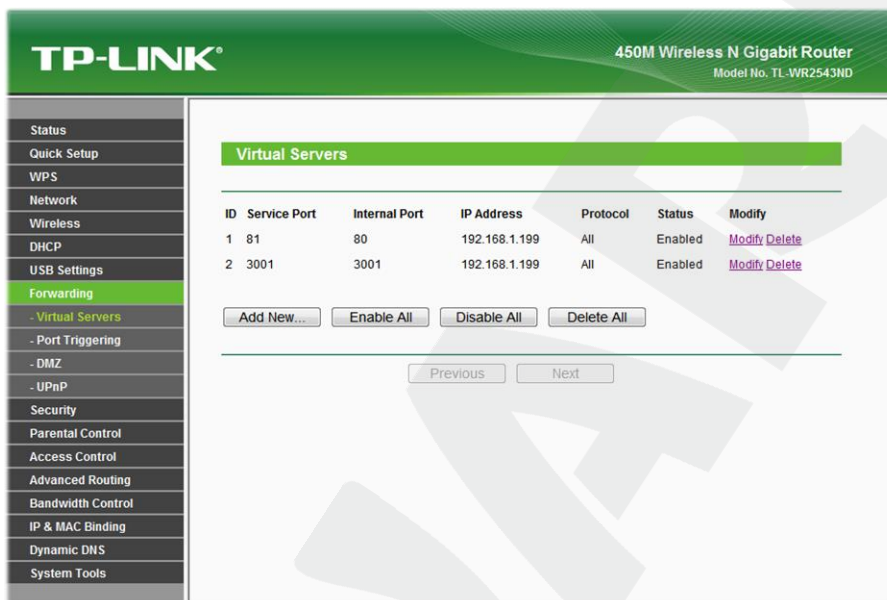 TP-LINK®
450M Wireless N Gigabit Router
Model No. TL-WR2543ND
Status
Quick Setup
WPS
Network
Wireless
DHCP
USB Settings
Forwarding
- Virtual Servers
- Port Triggering
- DMZ
- UPnP
Security
Parental Control
Access Control
Advanced Routing
Bandwidth Control
IP & MAC Binding
Dynamic DNS
System Tools
Virtual Servers
ID Service Port Internal Port IP Address Protocol Status Modify
1 81 80 192.168.1.199 All Enabled Modify Delete
2 3001 3001 192.168.1.199 All Enabled Modify Delete
Add New... Enable All Disable All Delete All
Previous Next